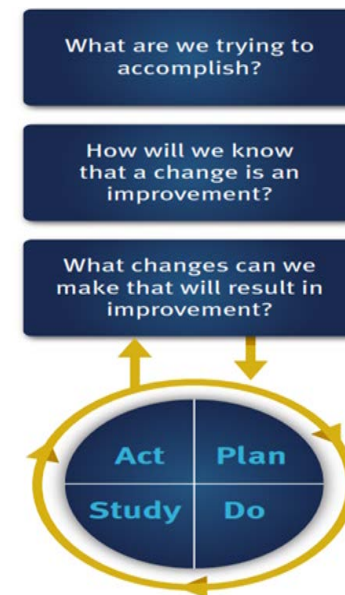 What are we trying to
accomplish?
How will we know
that a change is an
improvement?
What changes can we
make that will result in
improvement?
Act Plan
Study Do